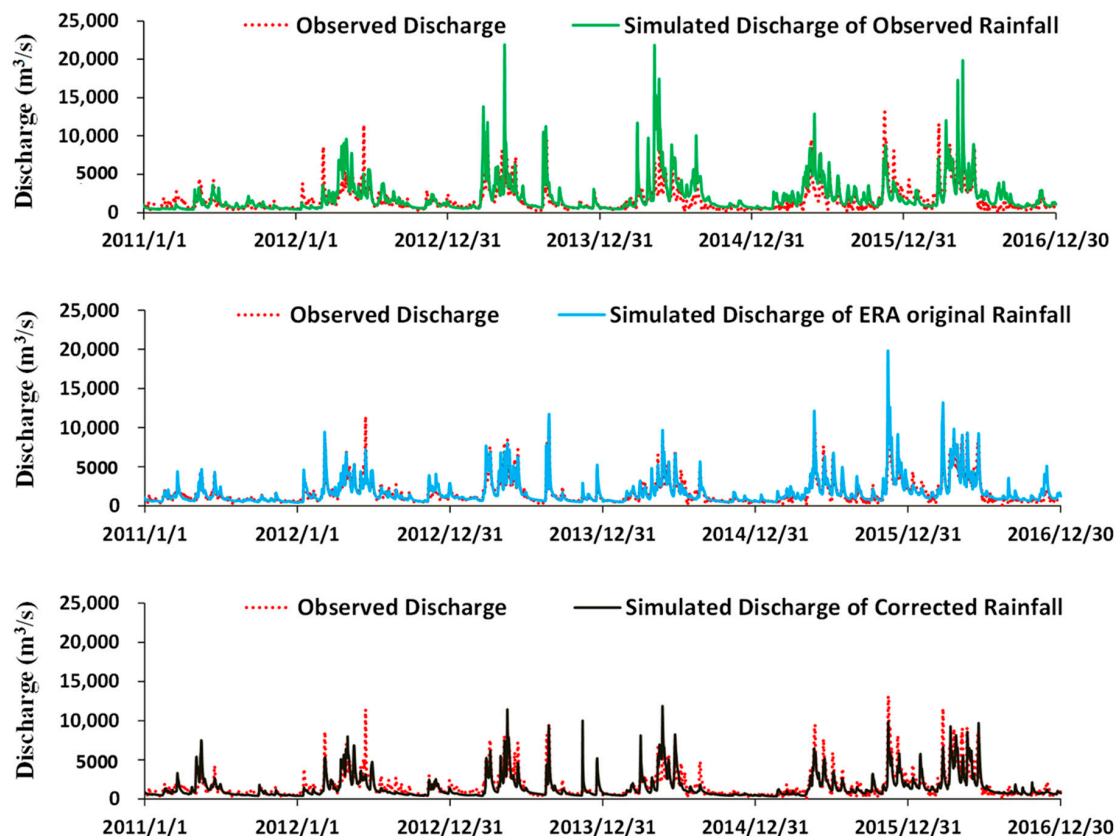 Observed Discharge Simulated Discharge of Observed Rainfall
Discharge (m³/s)
25,000
20,000
15,000
10,000
5000
0
2011/1/1 2012/1/1 2012/12/31 2013/12/31 2014/12/31 2015/12/31 2016/12/30
Observed Discharge Simulated Discharge of ERA original Rainfall
Discharge (m³/s)
25,000
20,000
15,000
10,000
5000
0
2011/1/1 2012/1/1 2012/12/31 2013/12/31 2014/12/31 2015/12/31 2016/12/30
Observed Discharge Simulated Discharge of Corrected Rainfall
Discharge (m³/s)
25,000
20,000
15,000
10,000
5000
0
2011/1/1 2012/1/1 2012/12/31 2013/12/31 2014/12/31 2015/12/31 2016/12/30